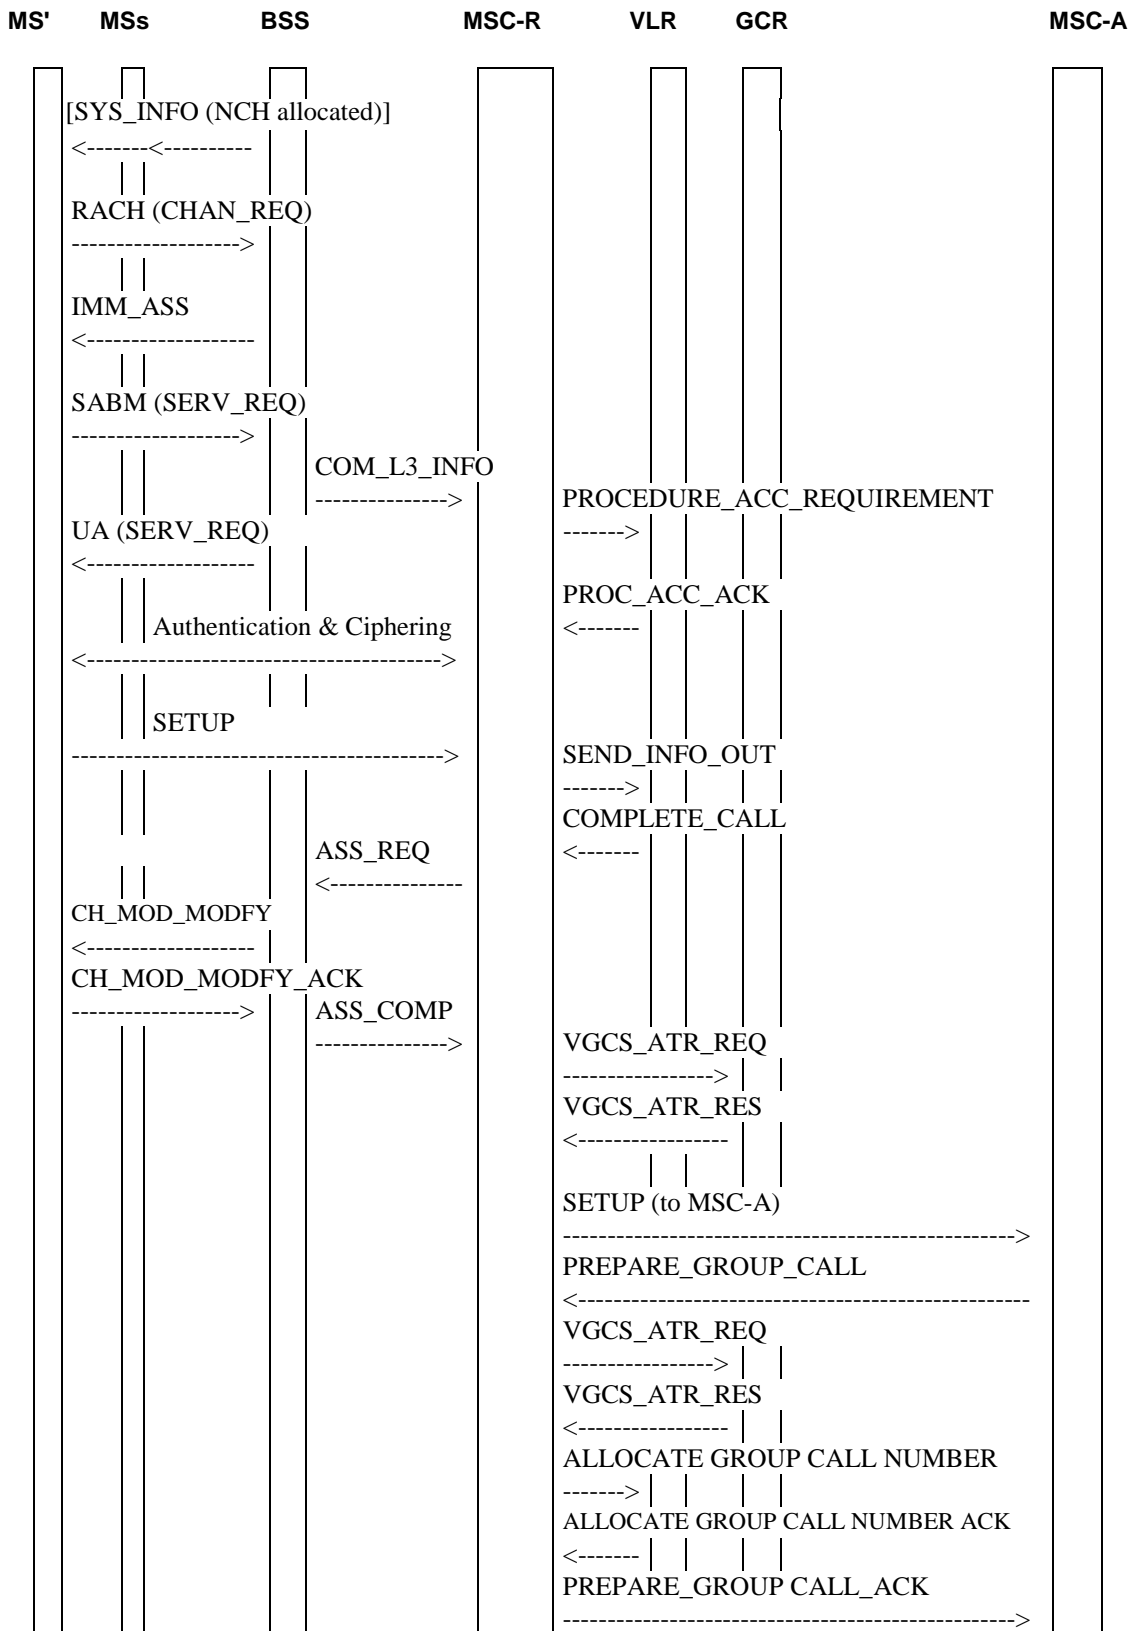 MS' MSs BSS MSC-R VLR GCR MSC-A
[SYS_INFO (NCH allocated)]
<-------<----------
RACH (CHAN_REQ)
------------------->
IMM_ASS
<-------------------
SABM (SERV_REQ)
------------------->
COM_L3_INFO
---------------> PROCEDURE_ACC_REQUIREMENT
UA (SERV_REQ) ------->
<-------------------
PROC_ACC_ACK
Authentication & Ciphering <-------
<---------------------------------------->
SETUP
------------------------------------------> SEND_INFO_OUT
------->
COMPLETE_CALL
ASS_REQ <-------
<---------------
CH_MOD_MODFY
<-------------------
CH_MOD_MODFY_ACK
-------------------> ASS_COMP
---------------> VGCS_ATR_REQ
----------------->
VGCS_ATR_RES
<-----------------
SETUP (to MSC-A)
--------------------------------------------------->
PREPARE_GROUP_CALL
<---------------------------------------------------
VGCS_ATR_REQ
----------------->
VGCS_ATR_RES
<-----------------
ALLOCATE GROUP CALL NUMBER
------->
ALLOCATE GROUP CALL NUMBER ACK
<-------
PREPARE_GROUP CALL_ACK
--------------------------------------------------->